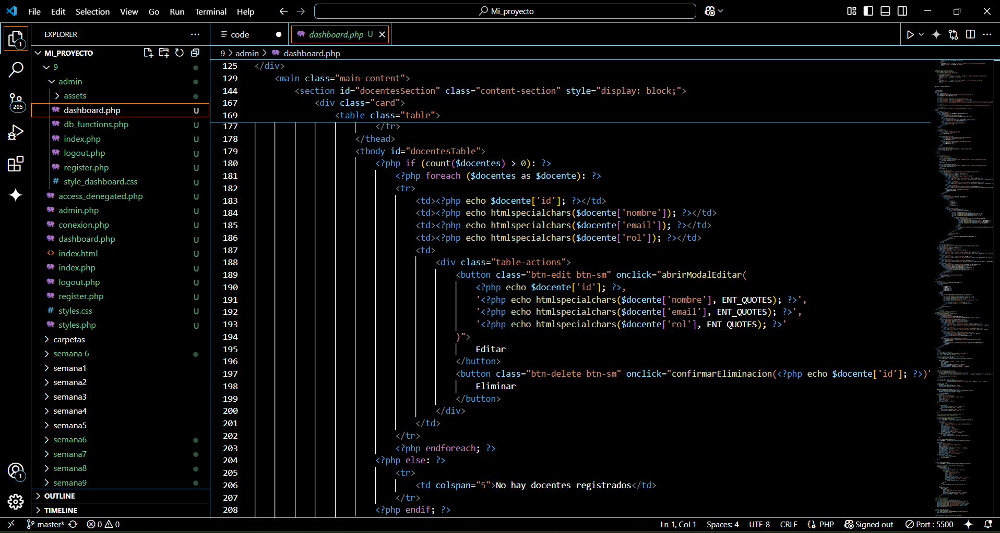 File Edit Selection View Go Run Terminal Help
Mi_proyecto
EXPLORER
1
MI_PROYECTO
9
admin
assets
205
dashboard.php U
db_functions.php U
index.php U
logout.php U
register.php U
# style_dashboard.css U
access_denegated.php U
admin.php U
conexion.php U
dashboard.php U
index.html U
index.php U
logout.php U
register.php U
# styles.css U
styles.php U
carpetas
semana 6
semana1
semana2
semana3
semana4
semana5
semana6
semana7
semana8
semana9
1
OUTLINE
TIMELINE
code
dashboard.php U
9 > admin > dashboard.php
125 </div>
129 <main class="main-content">
144 <section id="docentesSection" class="content-section" style="display: block;">
167 <div class="card">
169 <table class="table">
177 </tr>
178 </thead>
179 <tbody id="docentesTable">
180 <?php if (count($docentes) > 0): ?>
181 <?php foreach ($docentes as $docente): ?>
182 <tr>
183 <td><?php echo $docente['id']; ?></td>
184 <td><?php echo htmlspecialchars($docente['nombre']); ?></td>
185 <td><?php echo htmlspecialchars($docente['email']); ?></td>
186 <td><?php echo htmlspecialchars($docente['rol']); ?></td>
187 <td>
188 <div class="table-actions">
189 <button class="btn-edit btn-sm" onclick="abrirModalEditar(
190 <?php echo $docente['id']; ?>,
191 '<?php echo htmlspecialchars($docente['nombre'], ENT_QUOTES); ?>',
192 '<?php echo htmlspecialchars($docente['email'], ENT_QUOTES); ?>',
193 '<?php echo htmlspecialchars($docente['rol'], ENT_QUOTES); ?>'
194 )">
195 Editar
196 </button>
197 <button class="btn-delete btn-sm" onclick="confirmarEliminacion(<?php echo $docente['id']; ?>)'
198 Eliminar
199 </button>
200 </div>
201 </td>
202 </tr>
203 <?php endforeach; ?>
204 <?php else: ?>
205 <tr>
206 <td colspan="5">No hay docentes registrados</td>
207 </tr>
208 <?php endif; ?>
master* 0 0
Ln 1, Col 1 Spaces: 4 UTF-8 CRLF {} PHP Signed out Port : 5500